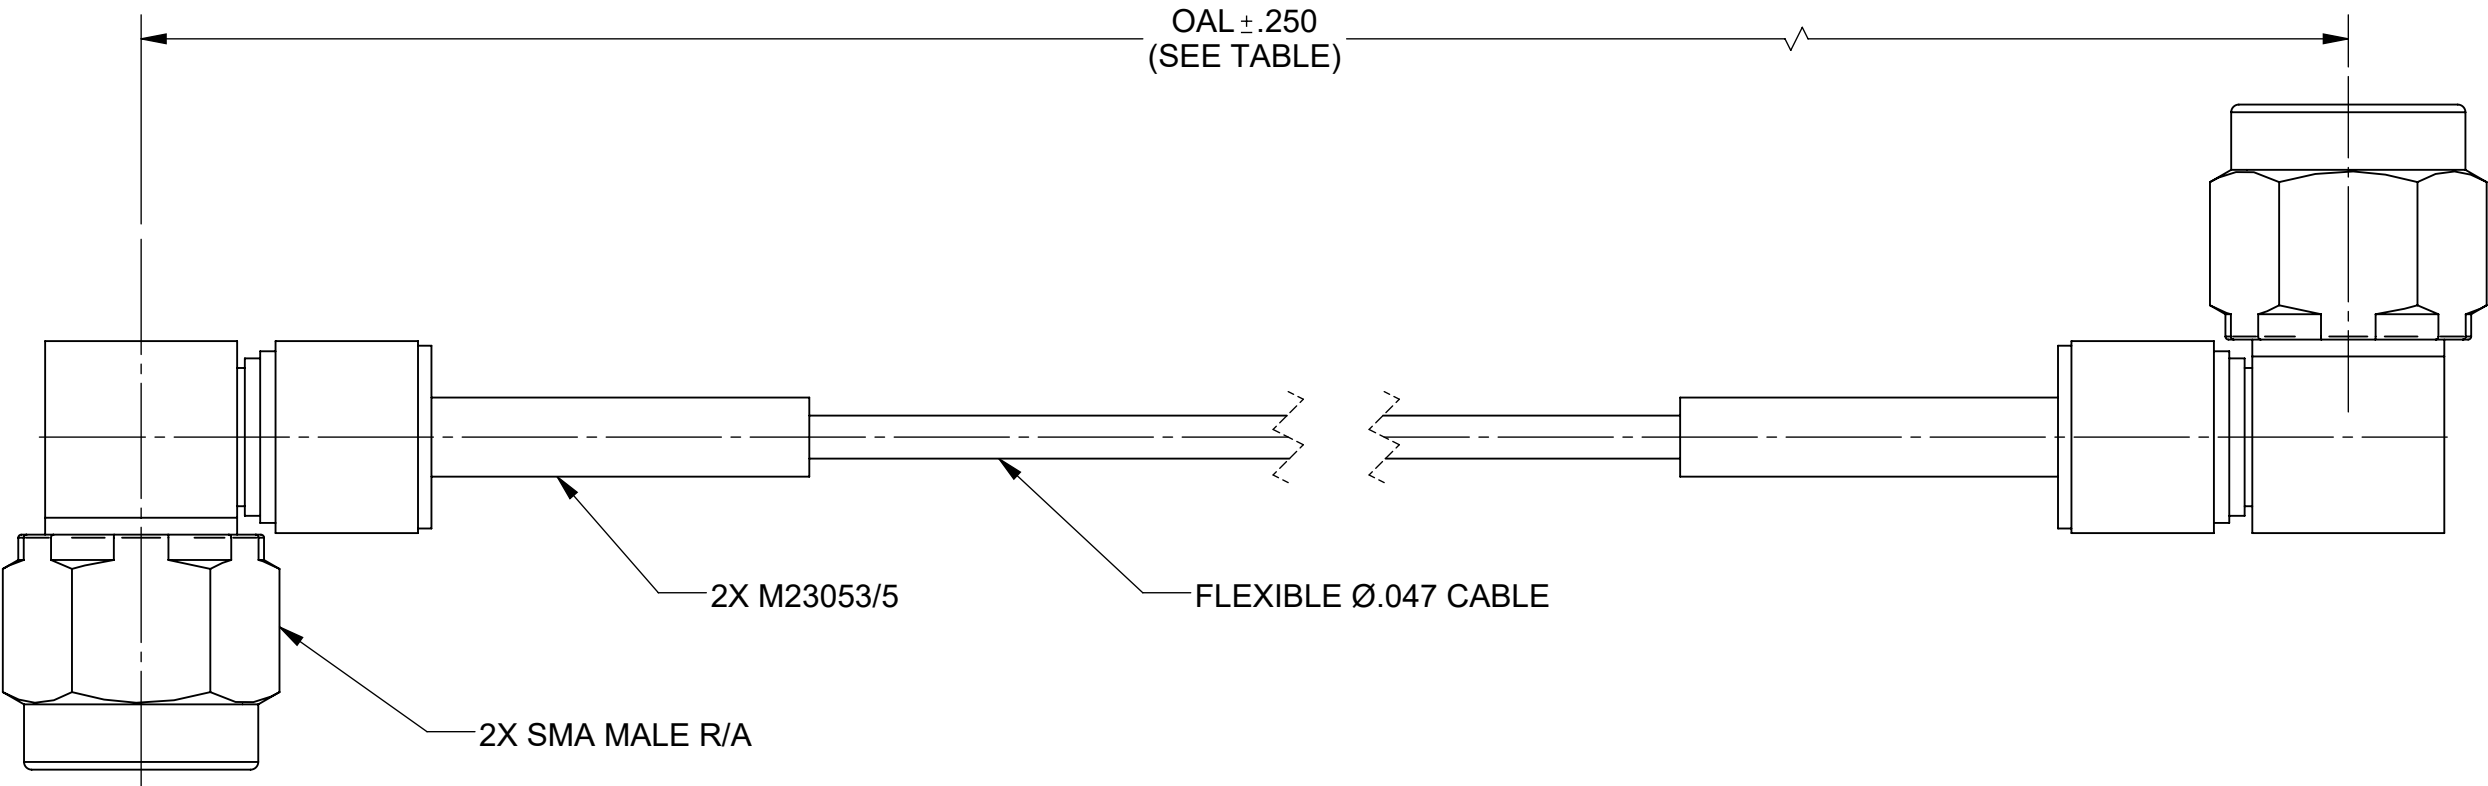 OAL ± .250
(SEE TABLE)
2X M23053/5
FLEXIBLE Ø.047 CABLE
2X SMA MALE R/A